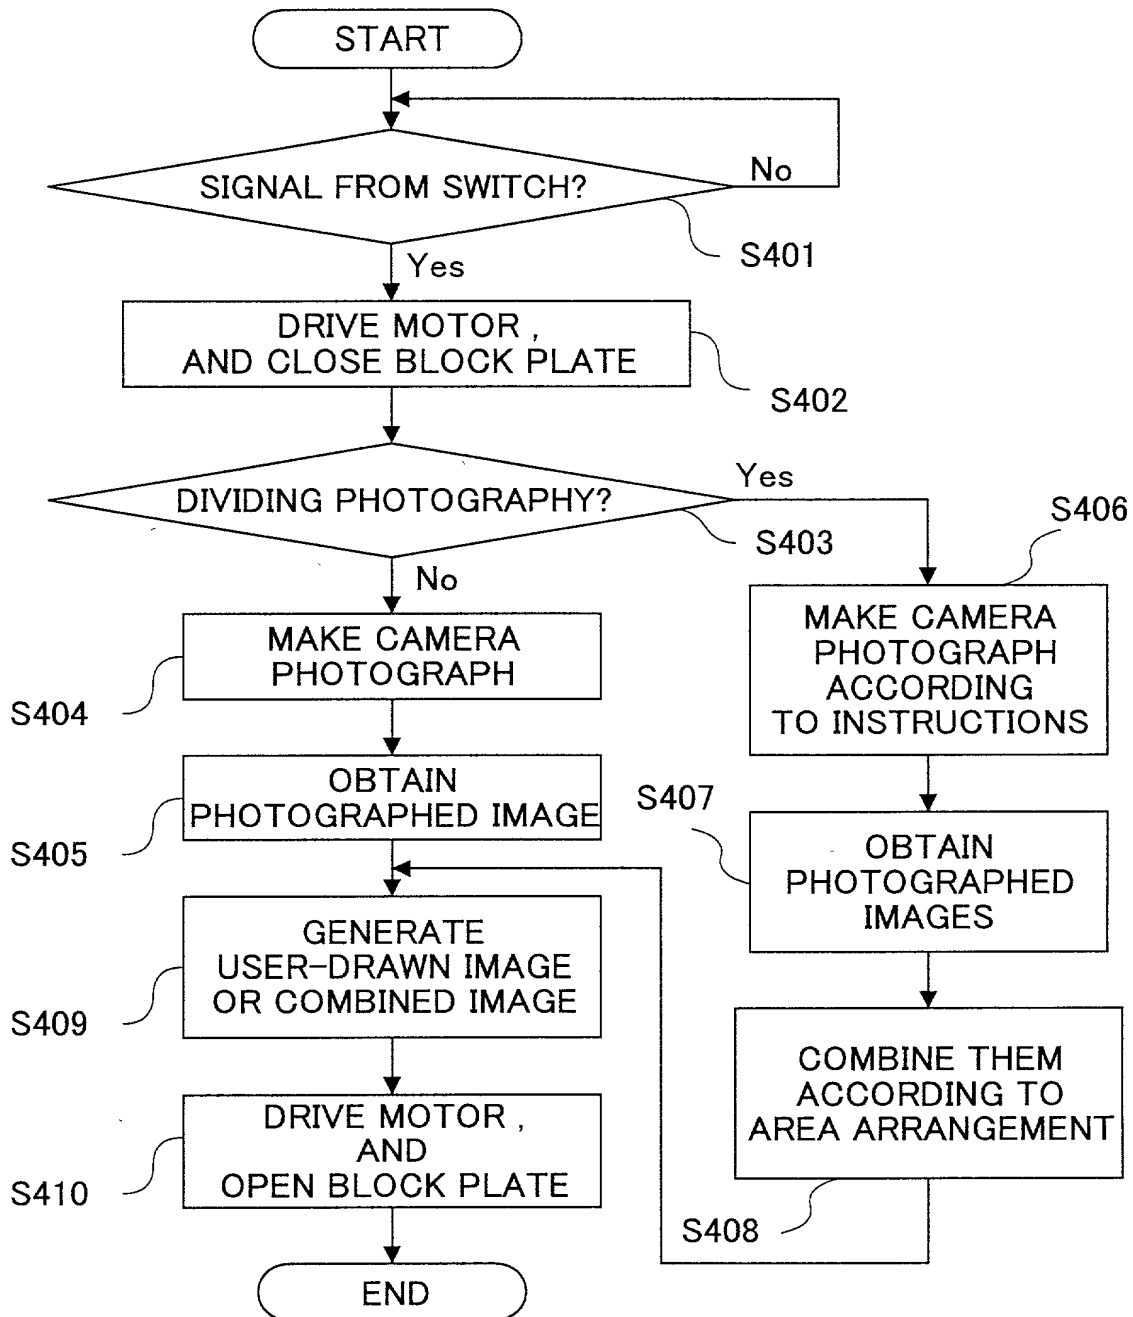 START
SIGNAL FROM SWITCH?
No
S401
Yes
DRIVE MOTOR ,
AND CLOSE BLOCK PLATE
S402
DIVIDING PHOTOGRAPHY?
Yes
S403
No
MAKE CAMERA
PHOTOGRAPH
S404
OBTAIN
PHOTOGRAPHED IMAGE
S405
S406
MAKE CAMERA
PHOTOGRAPH
ACCORDING
TO INSTRUCTIONS
S407
OBTAIN
PHOTOGRAPHED
IMAGES
COMBINE THEM
ACCORDING TO
AREA ARRANGEMENT
S408
GENERATE
USER-DRAWN IMAGE
OR COMBINED IMAGE
S409
DRIVE MOTOR ,
AND
OPEN BLOCK PLATE
S410
END